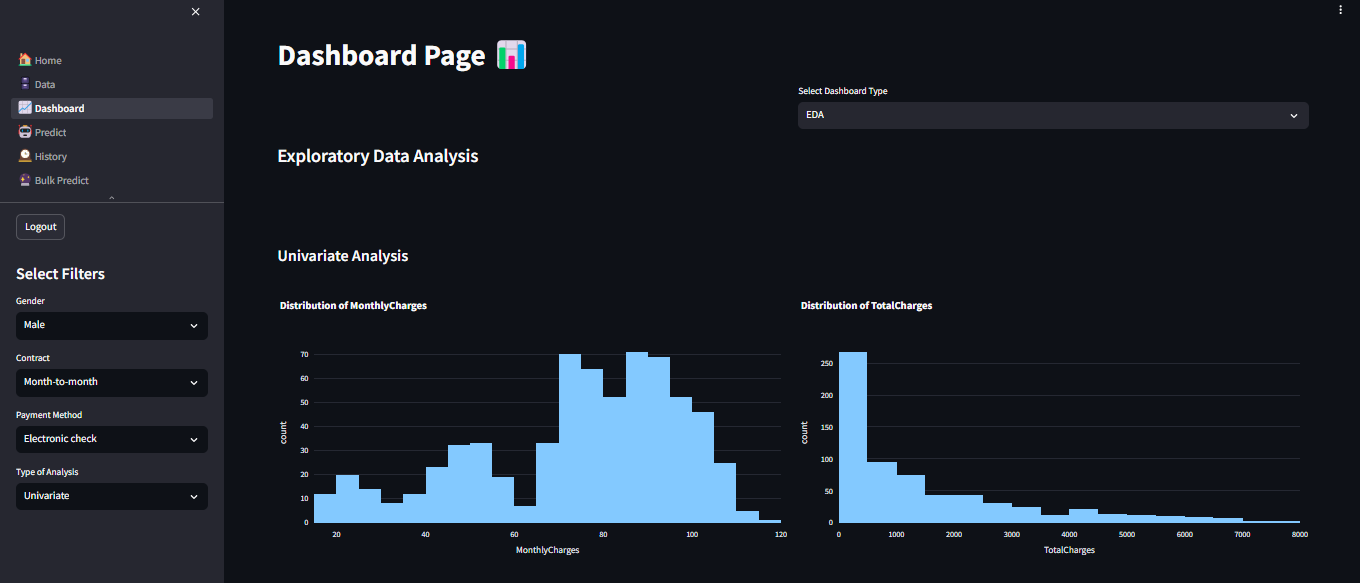 Home
Data
Dashboard
Predict
History
Bulk Predict
Logout
Select Filters
Gender
Male
Contract
Month-to-month
Payment Method
Electronic check
Type of Analysis
Univariate
Dashboard Page
Select Dashboard Type
EDA
Exploratory Data Analysis
Univariate Analysis
Distribution of MonthlyCharges
70
60
50
40
30
20
10
0
count
20 40 60 80 100 120
MonthlyCharges
Distribution of TotalCharges
250
200
150
100
50
0
count
0 1000 2000 3000 4000 5000 6000 7000 8000
TotalCharges